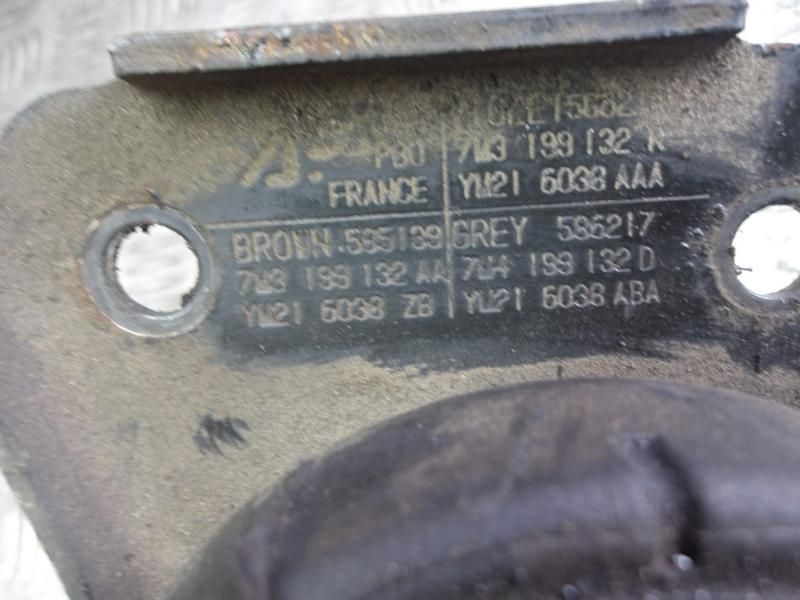 PBO 7M3 199 132 K
FRANCE YM21 6038 AAA
BROWN 585139 GREY 586217
7M3 199 132 AA 7M4 199 132 D
YM21 6038 ZB YM21 6038 ABA